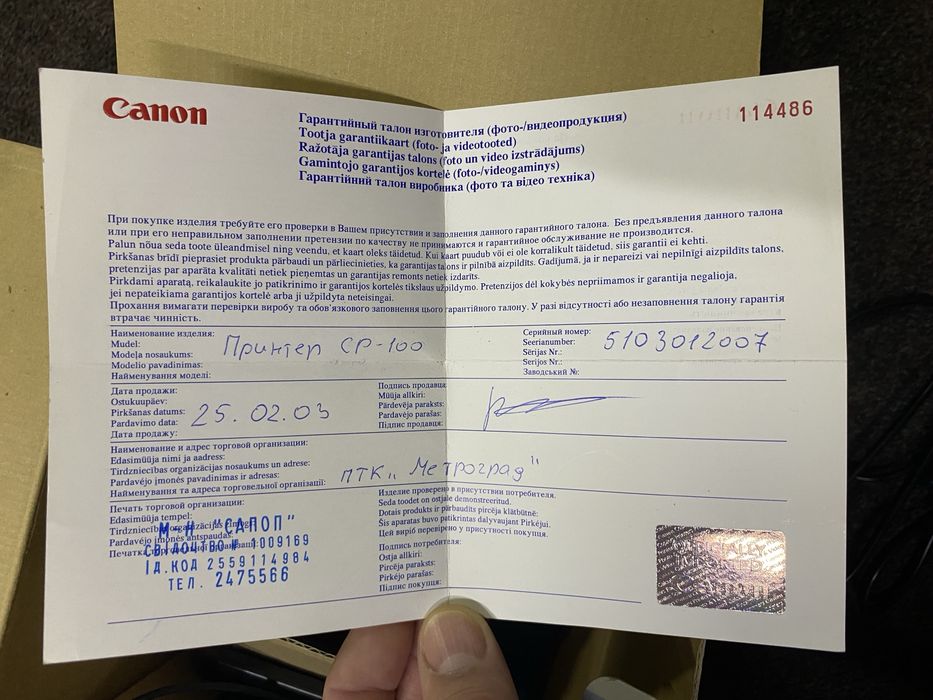 Canon
114486
Гарантийный талон изготовителя (фото-/видеопродукция)
Tootja garantiikaart (foto- ja videotooted)
Ražotāja garantijas talons (foto un video izstrādājums)
Gamintojo garantijos kortelė (foto-/videogaminys)
Гарантійний талон виробника (фото та відео техніка)
При покупке изделия требуйте его проверки в Вашем присутствии и заполнения данного гарантийного талона. Без предъявления данного талона
или при его неправильном заполнении претензии по качеству не принимаются и гарантийное обслуживание не производится.
Palun nõua seda toote üleandmisel ning veendu, et kaart oleks täidetud. Kui kaart puudub või ei ole korralikult täidetud, siis garantii ei kehti.
Pirkšanas brīdī pieprasiet produkta pārbaudi un pārliecinieties, ka garantijas talons ir pilnībā aizpildīts. Gadījumā, ja ir nepareizi vai nepilnīgi aizpildīts talons,
pretenzijas par aparāta kvalitāti netiek pieņemtas un garantijas remonts netiek izdarīts.
Pirkdami aparatą, reikalaukite jo patikrinimo ir garantijos kortelės tikslaus užpildymo. Pretenzijos dėl kokybės nepriimamos ir garantija negalioja,
jei nepateikiama garantijos kortelė arba ji užpildyta neteisingai.
Прохання вимагати перевірки виробу та обов'язкового заповнення цього гарантійного талону. У разі відсутності або незаповнення талону гарантія
втрачає чинність.
Наименование изделия:
Mudel:
Modeļa nosaukums:
Modelio pavadinimas:
Найменування моделі:
Принтер CP-100
Серийный номер:
Seerianumber:
Sērijas Nr.:
Serijos Nr.:
Заводський №:
5103012007
Дата продажи:
Ostukuupäev:
Pirkšanas datums:
Pardavimo data:
Дата продажу:
25.02.03
Подпись продавца:
Müüja allkiri:
Pārdevēja paraksts:
Pardavėjo parašas:
Підпис продавця:
Наименование и адрес торговой организации:
Edasimüüja nimi ja aadress:
Tirdzniecības organizācijas nosaukums un adrese:
Pardavėjo įmonės pavadinimas ir adresas:
Найменування та адреса торговельної організації:
ПТК „Метроград"
Печать торговой организации:
Edasimüüja tempel:
Tirdzniecības organizācijas
Pardavėjo įmonės antspaudas:
Печатка
М-Н "САПОП"
СВІДОЦТВО № 1009169
ІД.КОД 2559114984
ТЕЛ. 2475566
Изделие проверено в присутствии потребителя.
Seda toodet on ostjale demonstreeritud.
Dotais produkts ir pārbaudīts pircēja klātbūtnē:
Šis aparatas buvo patikrintas dalyvaujant Pirkėjui.
Цей виріб перевірено у присутності покупця.
Подпись потребителя:
Ostja allkiri:
Pircēja paraksts:
Pirkėjo parašas:
Підпис покупця: